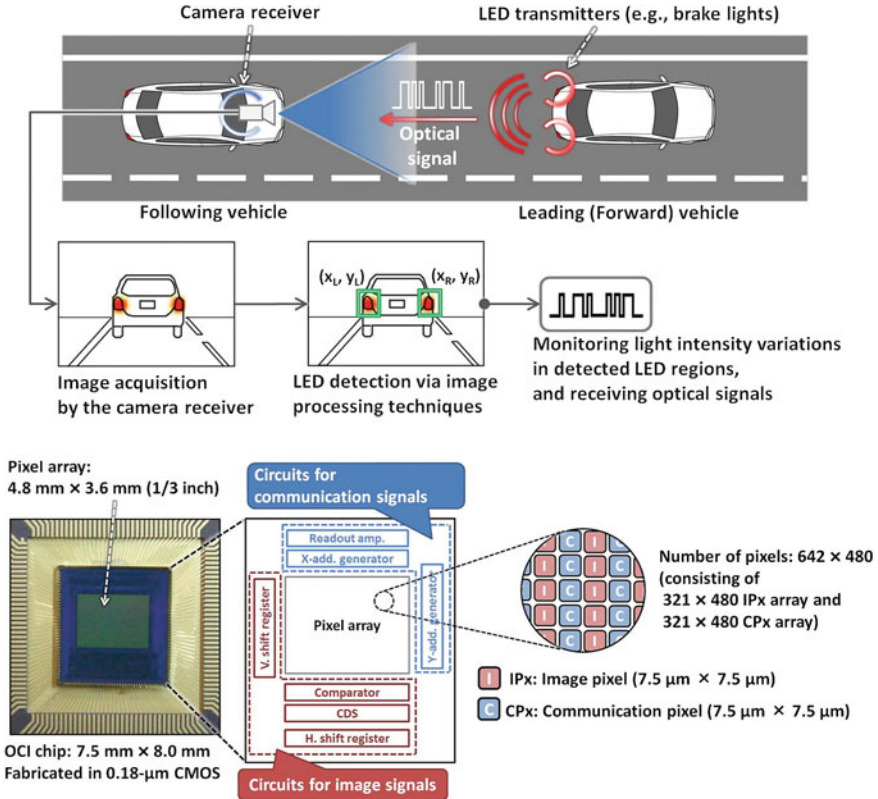 Camera receiver
LED transmitters (e.g., brake lights)
Optical
signal
Following vehicle
Leading (Forward) vehicle
(xL, yL)
(xR, yR)
Image acquisition
by the camera receiver
LED detection via image
processing techniques
Monitoring light intensity variations
in detected LED regions,
and receiving optical signals
Pixel array:
4.8 mm × 3.6 mm (1/3 inch)
OCI chip: 7.5 mm × 8.0 mm
Fabricated in 0.18-μm CMOS
Circuits for
communication signals
Readout amp.
X-add. generator
Y-add. generator
V. shift register
Pixel array
Comparator
CDS
H. shift register
Circuits for image signals
C I C
I C I C I
C I C I C
I C I C I
C I C
Number of pixels: 642 × 480
(consisting of
321 × 480 IPx array and
321 × 480 CPx array)
I IPx: Image pixel (7.5 μm × 7.5 μm)
C CPx: Communication pixel (7.5 μm × 7.5 μm)